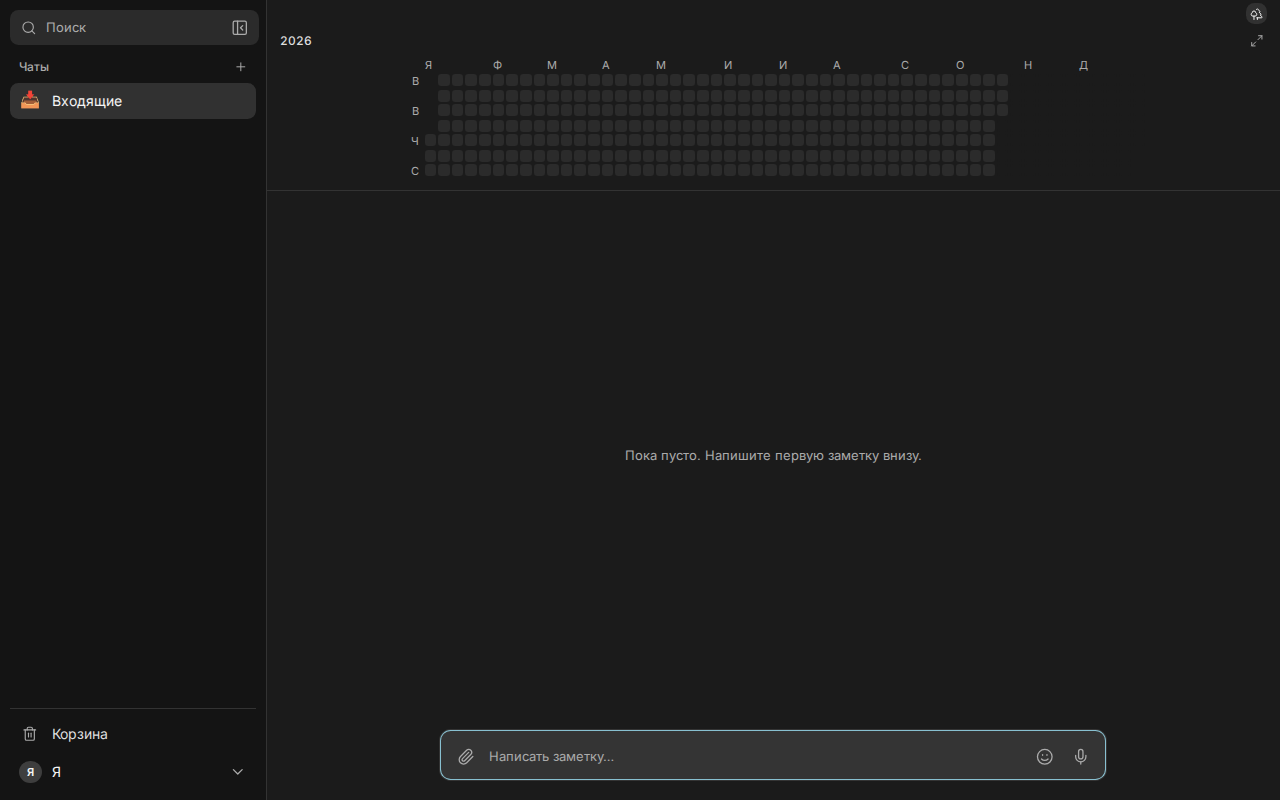 Поиск
Чаты
Входящие
Корзина
Я Я
2026
Я Ф М А М И И А С О Н Д
В
В
Ч
С
Пока пусто. Напишите первую заметку внизу.
Написать заметку...